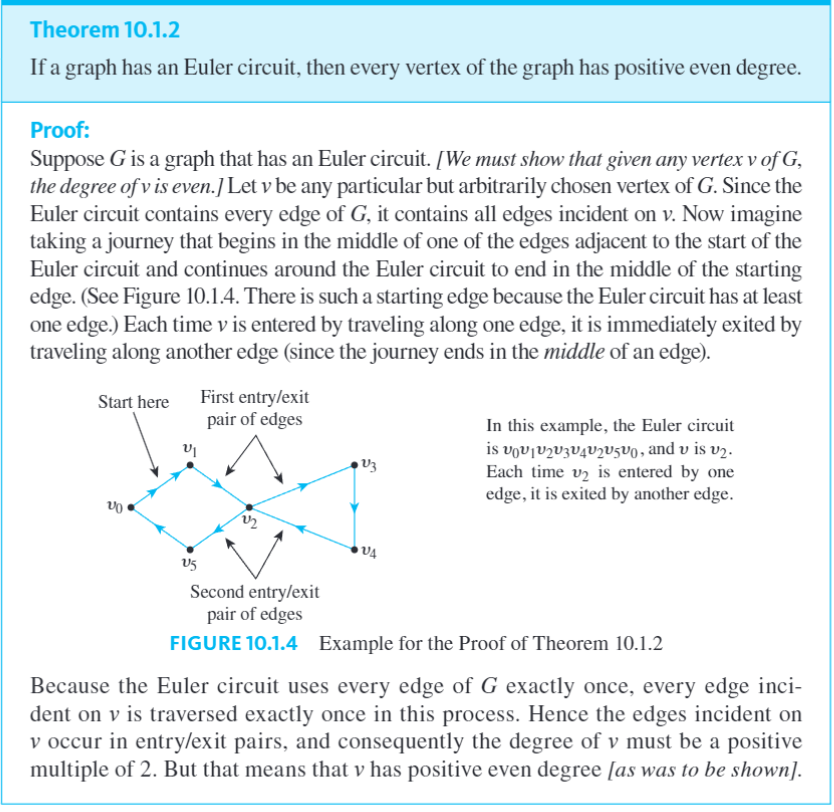 Theorem 10.1.2
If a graph has an Euler circuit, then every vertex of the graph has positive even degree.
Proof:
Suppose G is a graph that has an Euler circuit. [We must show that given any vertex v of G,
the degree of v is even.] Let v be any particular but arbitrarily chosen vertex of G. Since the
Euler circuit contains every edge of G, it contains all edges incident on v. Now imagine
taking a journey that begins in the middle of one of the edges adjacent to the start of the
Euler circuit and continues around the Euler circuit to end in the middle of the starting
edge. (See Figure 10.1.4. There is such a starting edge because the Euler circuit has at least
one edge.) Each time v is entered by traveling along one edge, it is immediately exited by
traveling along another edge (since the journey ends in the middle of an edge).
Start here
First entry/exit
pair of edges
v₁
v₃
v₀
v₂
v₅
v₄
Second entry/exit
pair of edges
In this example, the Euler circuit
is v₀v₁v₂v₃v₄v₂v₅v₀, and v is v₂.
Each time v₂ is entered by one
edge, it is exited by another edge.
FIGURE 10.1.4 Example for the Proof of Theorem 10.1.2
Because the Euler circuit uses every edge of G exactly once, every edge inci-
dent on v is traversed exactly once in this process. Hence the edges incident on
v occur in entry/exit pairs, and consequently the degree of v must be a positive
multiple of 2. But that means that v has positive even degree [as was to be shown].